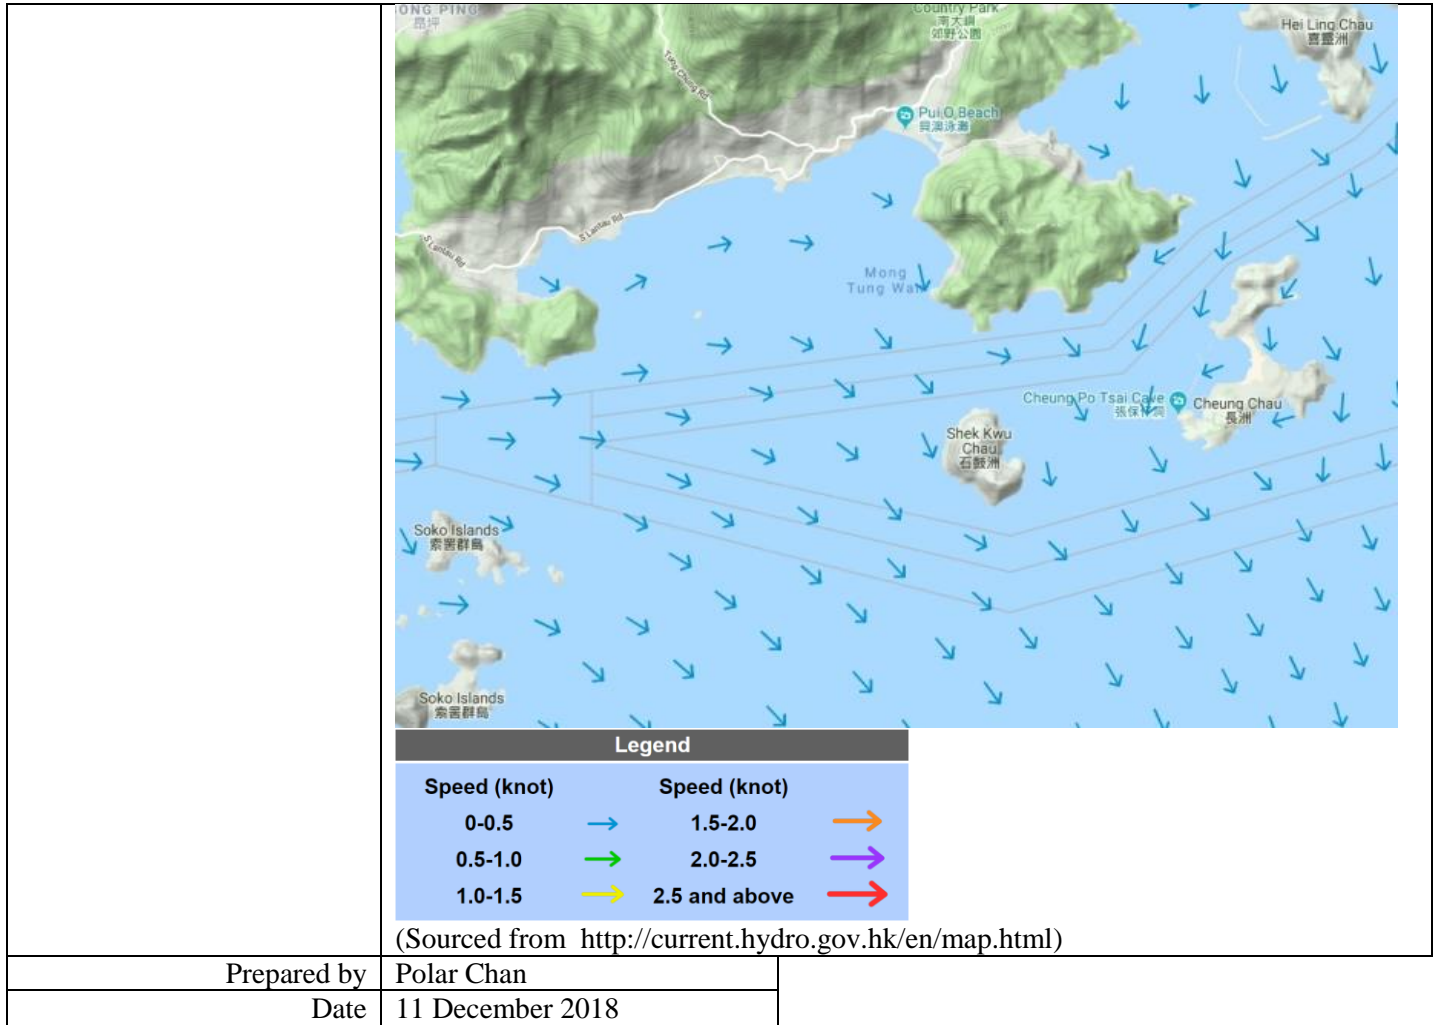 ONG PING
昂坪
Country Park
南大嶼
郊野公園
Hei Ling Chau
喜靈洲
Tung Chung Rd
Pui O Beach
貝澳泳灘
S Lantau Rd
S Lantau Rd
Mong
Tung Wan
Cheung Po Tsai Cave
張保仔洞
Cheung Chau
長洲
Shek Kwu
Chau
石鼓洲
Soko Islands
索罟群島
Soko Islands
索罟群島
Legend
Speed (knot) Speed (knot)
0-0.5 1.5-2.0
0.5-1.0 2.0-2.5
1.0-1.5 2.5 and above
(Sourced from http://current.hydro.gov.hk/en/map.html)
Prepared by Polar Chan
Date 11 December 2018